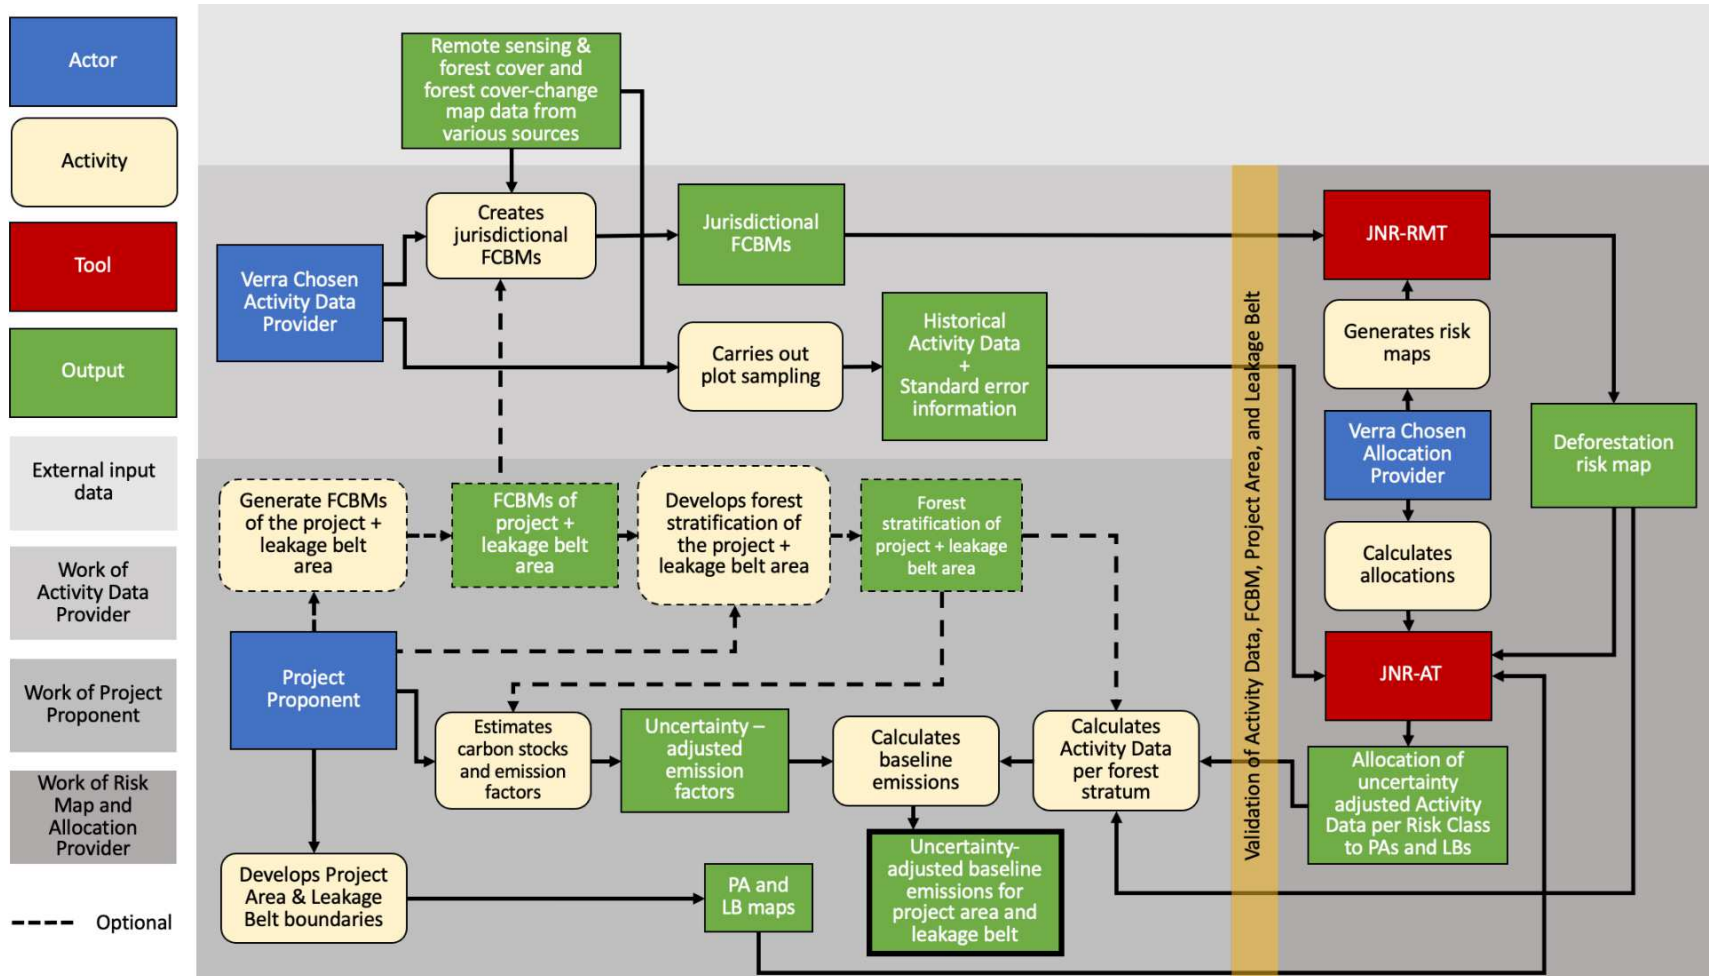 Actor
Activity
Tool
Output
External input
data
Work of
Activity Data
Provider
Work of Project
Proponent
Work of Risk
Map and
Allocation
Provider
Optional
Remote sensing &
forest cover and
forest cover-change
map data from
various sources
Creates
jurisdictional
FCBMs
Jurisdictional
FCBMs
Verra Chosen
Activity Data
Provider
Carries out
plot sampling
Historical
Activity Data
+
Standard error
information
Validation of Activity Data, FCBM, Project Area, and Leakage Belt
JNR-RMT
Generates risk
maps
Verra Chosen
Allocation
Provider
Deforestation
risk map
Calculates
allocations
JNR-AT
Allocation of
uncertainty
adjusted Activity
Data per Risk Class
to PAs and LBs
Generate FCBMs
of the project +
leakage belt
area
FCBMs of
project +
leakage belt
area
Develops forest
stratification of
the project +
leakage belt area
Forest
stratification of
project + leakage
belt area
Project
Proponent
Estimates
carbon stocks
and emission
factors
Uncertainty –
adjusted
emission
factors
Calculates
baseline
emissions
Calculates
Activity Data
per forest
stratum
Develops Project
Area & Leakage
Belt boundaries
PA and
LB maps
Uncertainty-
adjusted baseline
emissions for
project area and
leakage belt